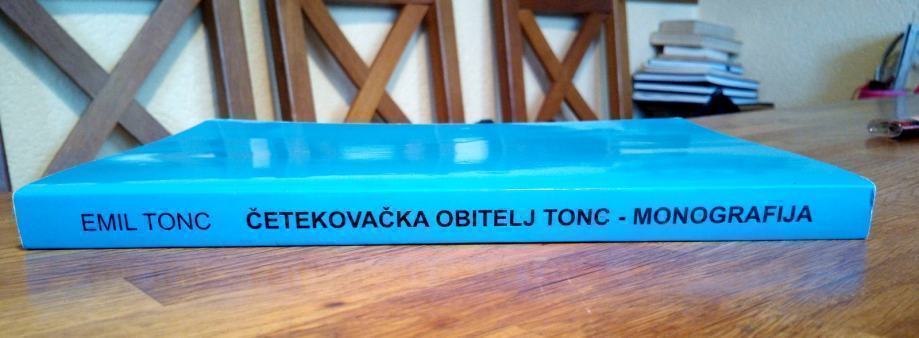 EMIL TONC ČETEKOVAČKA OBITELJ TONC - MONOGRAFIJA